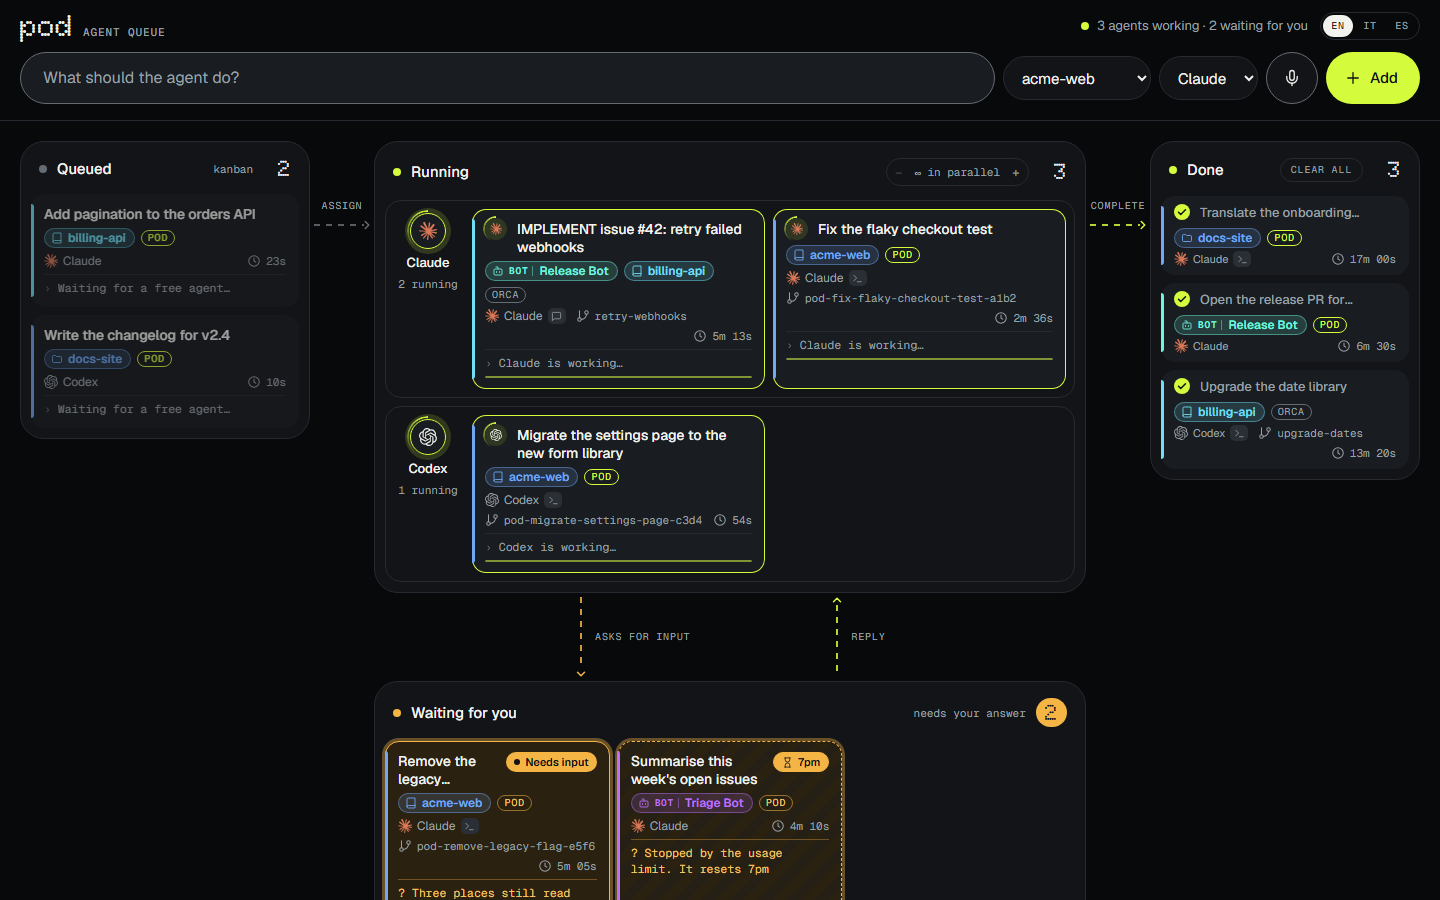 pod AGENT QUEUE
3 agents working · 2 waiting for you
EN IT ES
What should the agent do?
acme-web
Claude
+ Add
Queued
kanban 2
Add pagination to the orders API
billing-api POD
Claude 23s
› Waiting for a free agent…
Write the changelog for v2.4
docs-site POD
Codex 10s
› Waiting for a free agent…
ASSIGN
Running
− ∞ in parallel +
3
Claude
2 running
IMPLEMENT issue #42: retry failed
webhooks
BOT | Release Bot billing-api
ORCA
Claude retry-webhooks
5m 13s
› Claude is working…
Fix the flaky checkout test
acme-web POD
Claude
pod-fix-flaky-checkout-test-a1b2
2m 36s
› Claude is working…
Codex
1 running
Migrate the settings page to the
new form library
acme-web POD
Codex
pod-migrate-settings-page-c3d4 54s
› Codex is working…
COMPLETE
Done
CLEAR ALL
3
Translate the onboarding…
docs-site POD
Claude 17m 00s
Open the release PR for…
BOT | Release Bot POD
Claude 6m 30s
Upgrade the date library
billing-api ORCA
Codex upgrade-dates
13m 20s
ASKS FOR INPUT
REPLY
Waiting for you
needs your answer 2
Remove the
legacy…
Needs input
acme-web POD
Claude
pod-remove-legacy-flag-e5f6
5m 05s
? Three places still read
Summarise this
week's open issues
7pm
BOT | Triage Bot POD
Claude 4m 10s
? Stopped by the usage
limit. It resets 7pm